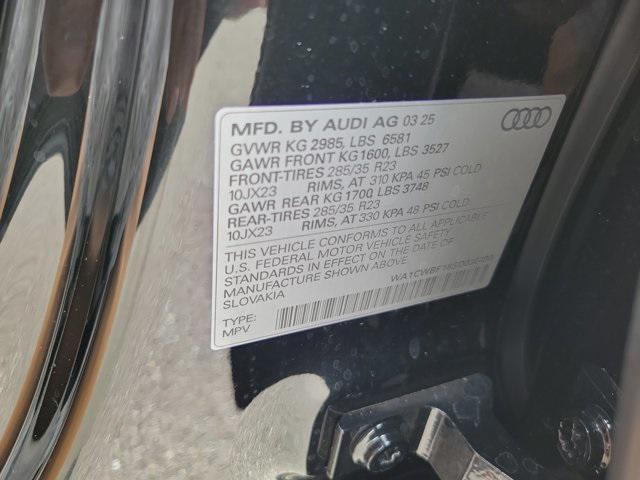 MFD. BY AUDI AG 03 25
GVWR KG 2985, LBS 6581
GAWR FRONT KG1600, LBS 3527
FRONT-TIRES 285/35 R23
10JX23 RIMS, AT 310 KPA 45 PSI COLD
GAWR REAR KG 1700, LBS 3748
REAR-TIRES 285/35 R23
10JX23 RIMS, AT 330 KPA 48 PSI COLD
THIS VEHICLE CONFORMS TO ALL APPLICABLE
U.S. FEDERAL MOTOR VEHICLE SAFETY
STANDARDS IN EFFECT ON THE DATE OF
MANUFACTURE SHOWN ABOVE.
SLOVAKIA
TYPE:
MPV